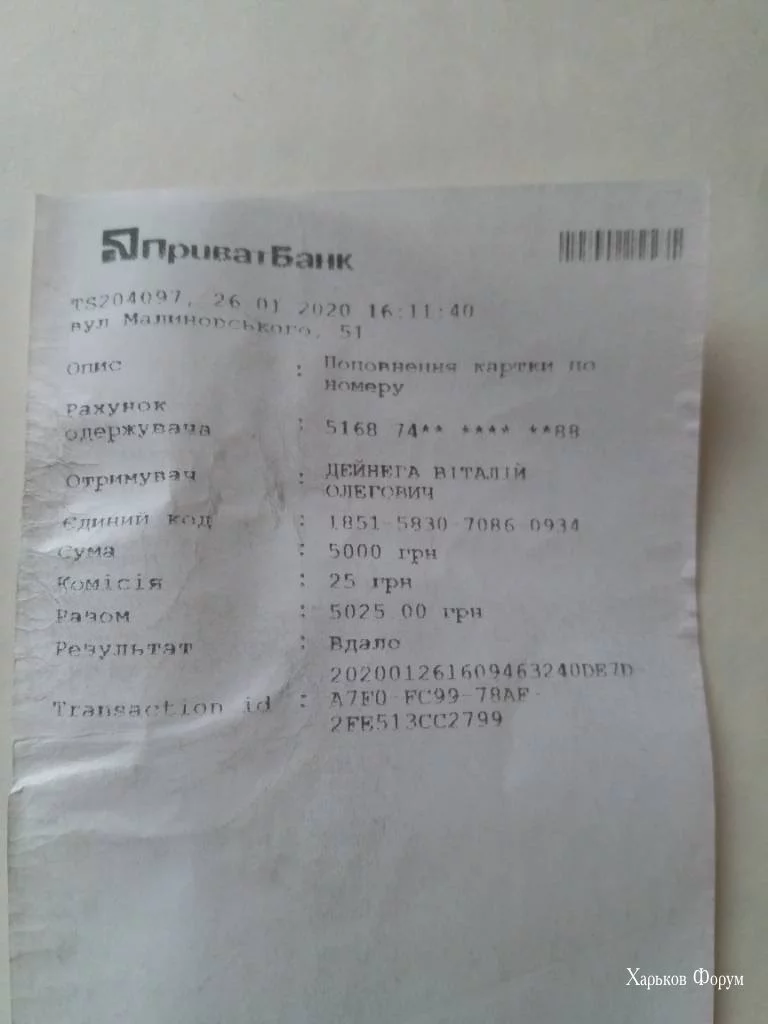 ПриватБанк
TS204097, 26 01 2020 16:11:40
вул Малинорського, 51
Опис : Поповнення картки по
номеру
Рахунок
одержувача : 5168 74** **** **88
Отримувач : ДЕЙНЕГА ВІТАЛІЙ
ОЛЕГОВИЧ
Єдиний код : 1851-5830-7086-0934
Сума : 5000 грн
Комісія : 25 грн
Разом : 5025.00 грн
Результат : Вдало
202001261609463240DE7D-
Transaction id : A7F0-FC99-78AF-
2FE513CC2799
Харьков Форум